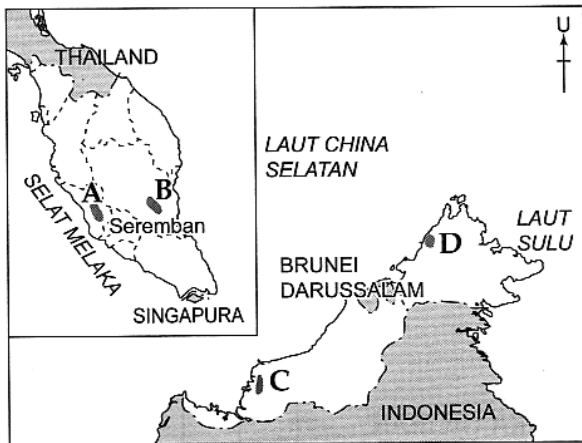 U
THAILAND
LAUT CHINA
SELATAN
A
B
SELAT MELAKA
Seremban
SINGAPURA
LAUT
SULU
D
BRUNEI
DARUSSALAM
C
INDONESIA